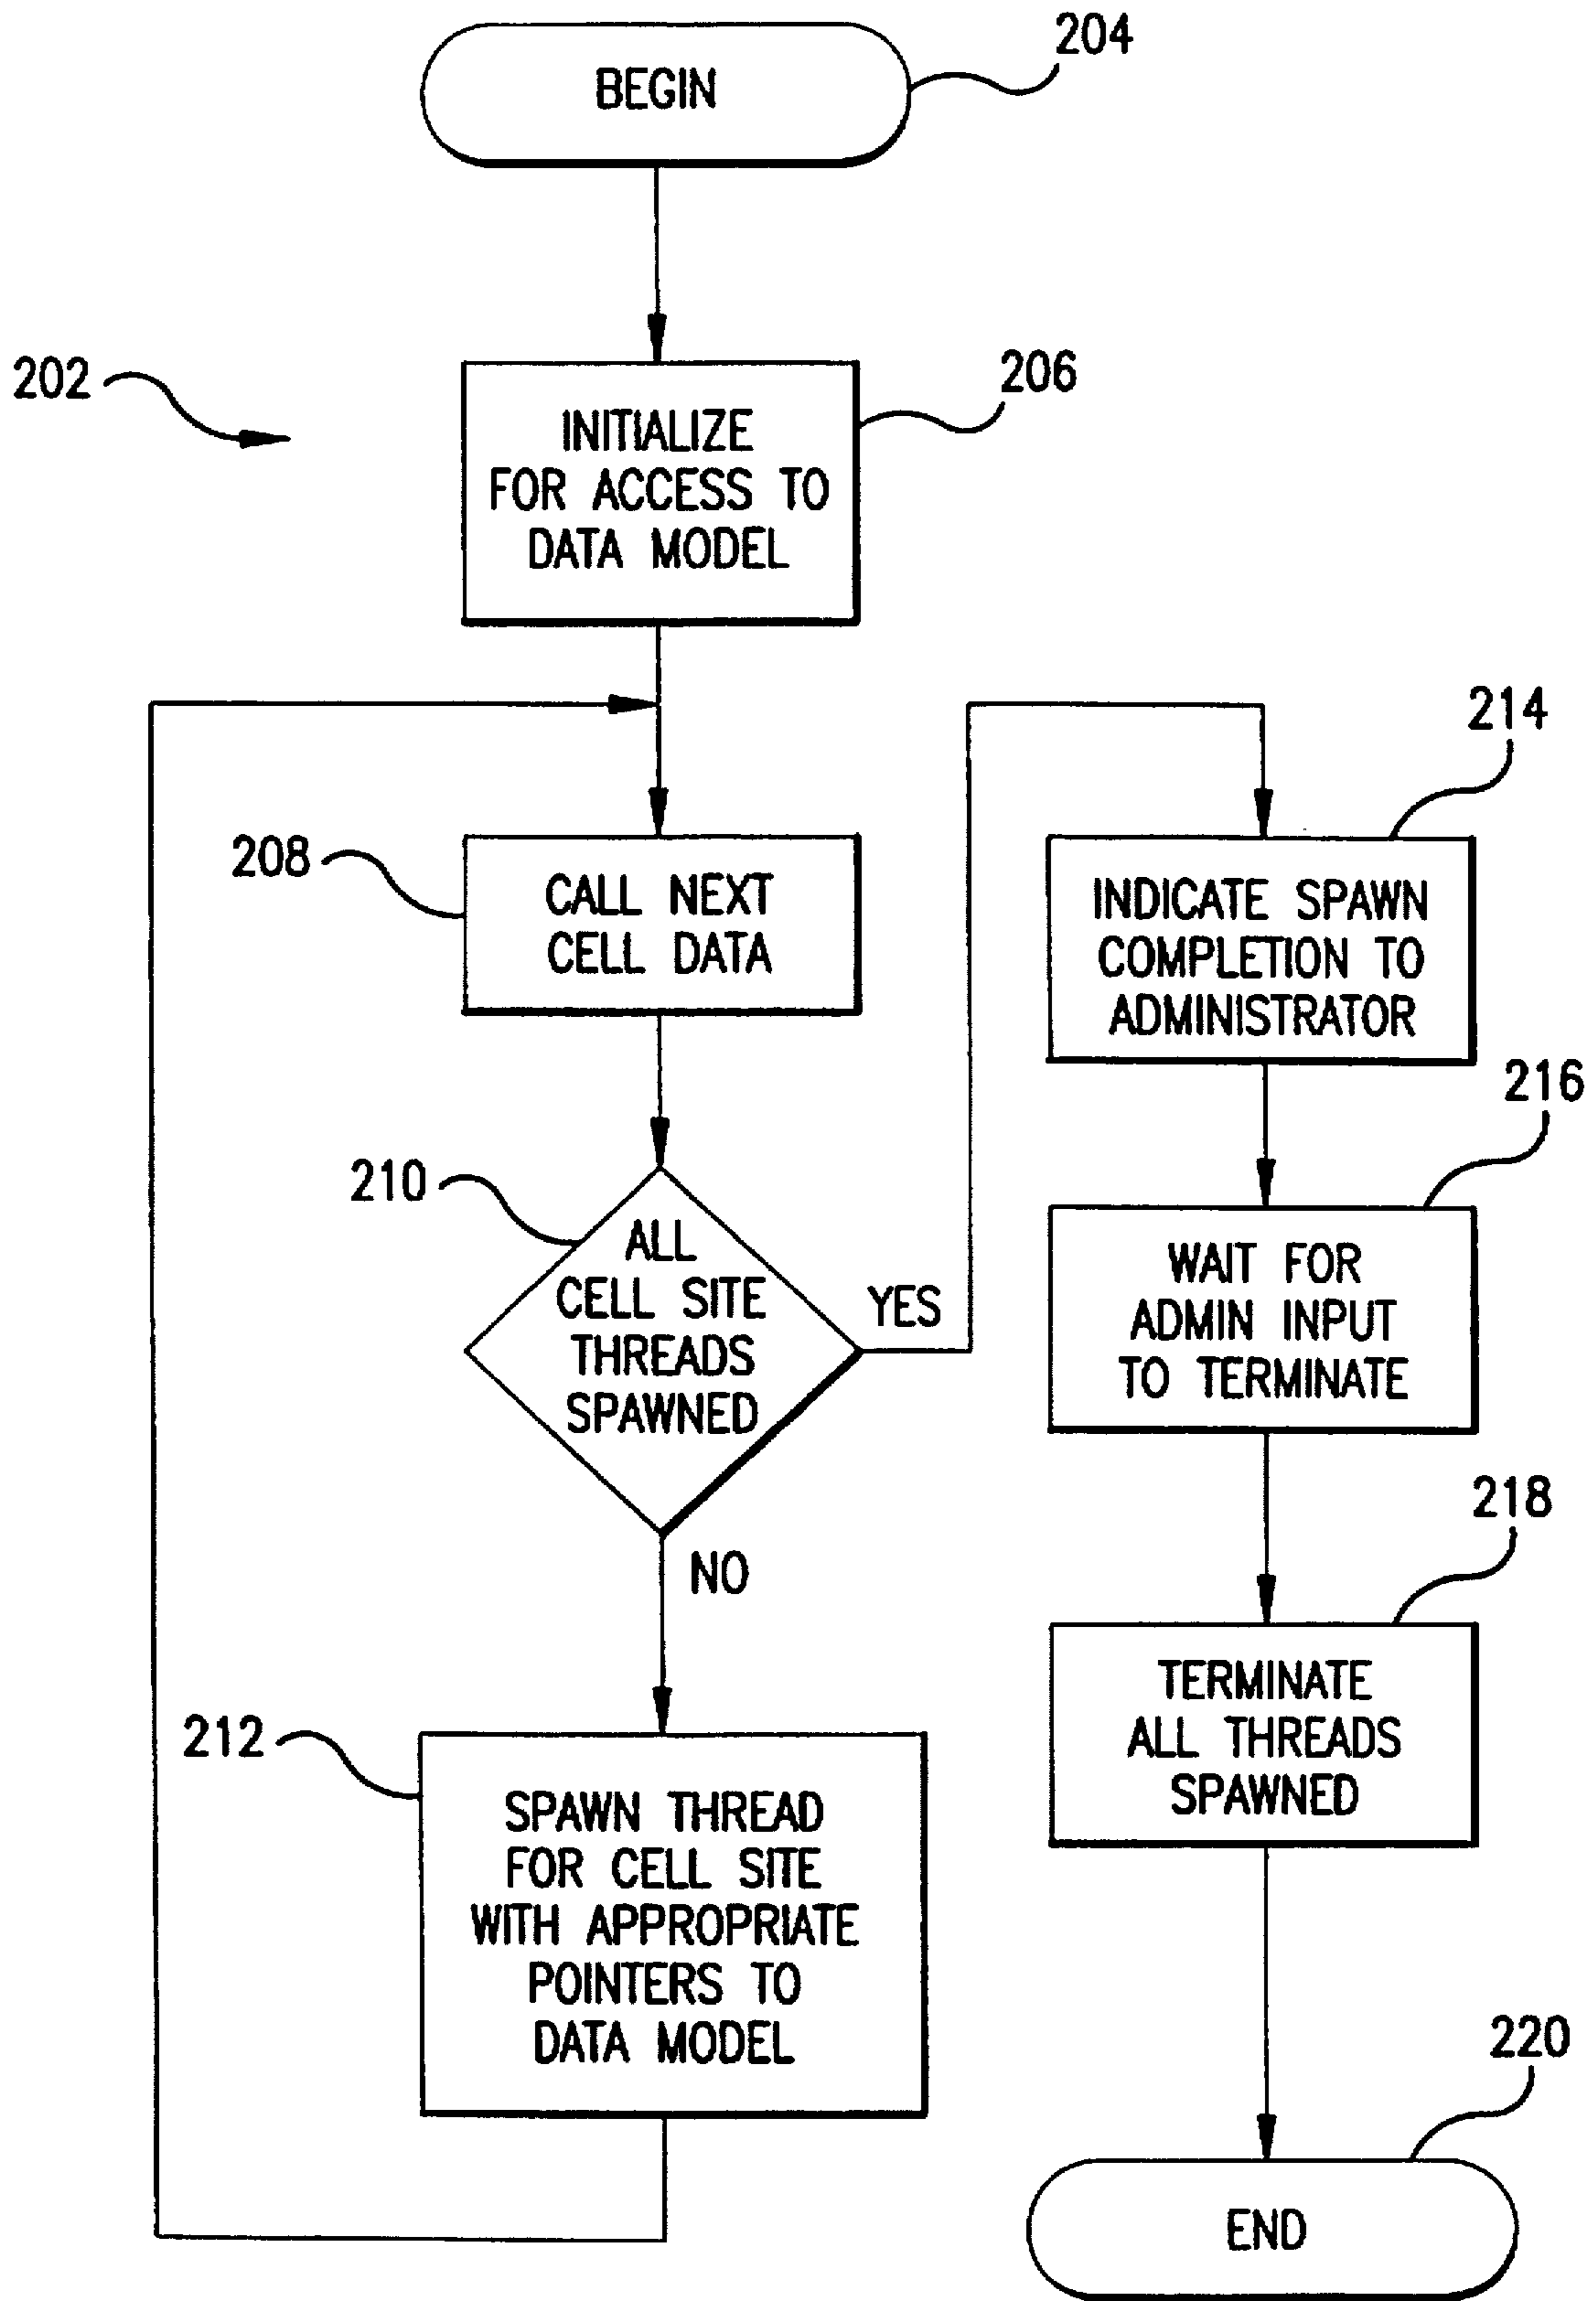 BEGIN
204
202
INITIALIZE
FOR ACCESS TO
DATA MODEL
206
208
CALL NEXT
CELL DATA
210
ALL
CELL SITE
THREADS
SPAWNED
YES
NO
212
SPAWN THREAD
FOR CELL SITE
WITH APPROPRIATE
POINTERS TO
DATA MODEL
214
INDICATE SPAWN
COMPLETION TO
ADMINISTRATOR
216
WAIT FOR
ADMIN INPUT
TO TERMINATE
218
TERMINATE
ALL THREADS
SPAWNED
220
END